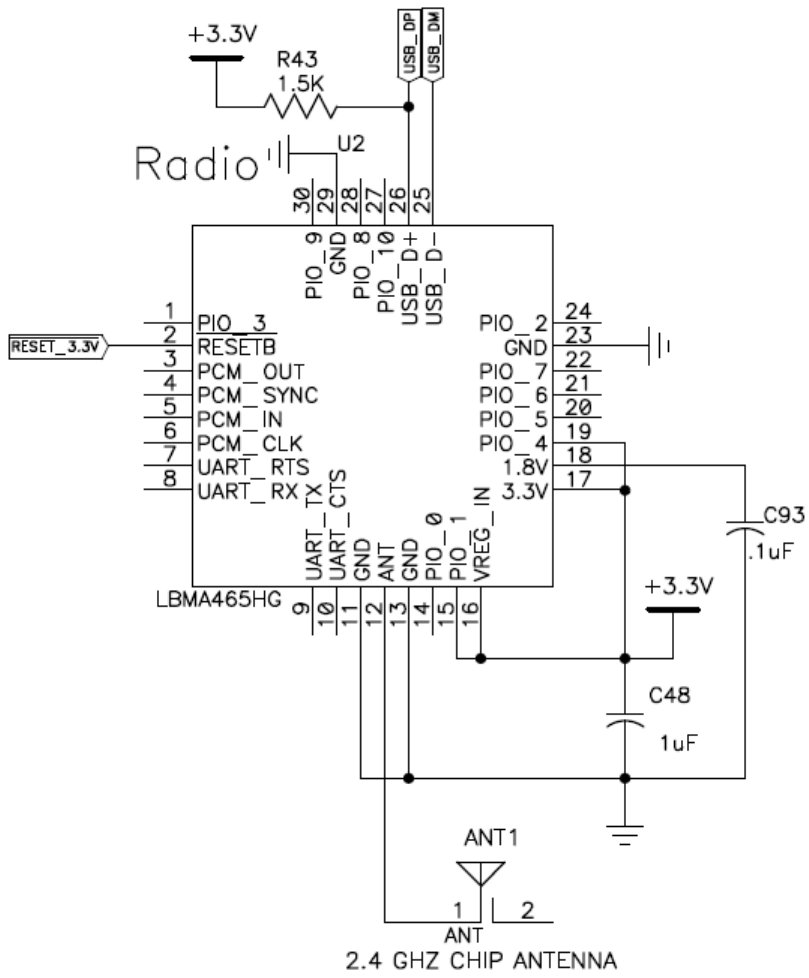 USB_DP
USB_DM
+3.3V
R43
1.5K
Radio
U2
30
29
28
27
26
25
PIO_9
GND
PIO_8
PIO_10
USB_D+
USB_D-
1 PIO_3
RESET_3.3V
2 RESETB
3 PCM_OUT
4 PCM_SYNC
5 PCM_IN
6 PCM_CLK
7 UART_RTS
8 UART_RX
PIO_2 24
GND 23
PIO_7 22
PIO_6 21
PIO_5 20
PIO_4 19
1.8V 18
3.3V 17
UART_TX
UART_CTS
GND
ANT
GND
PIO_0
PIO_1
VREG_IN
9
10
11
12
13
14
15
16
LBMA465HG
C93
.1uF
+3.3V
C48
1uF
ANT1
1 2
ANT
2.4 GHZ CHIP ANTENNA